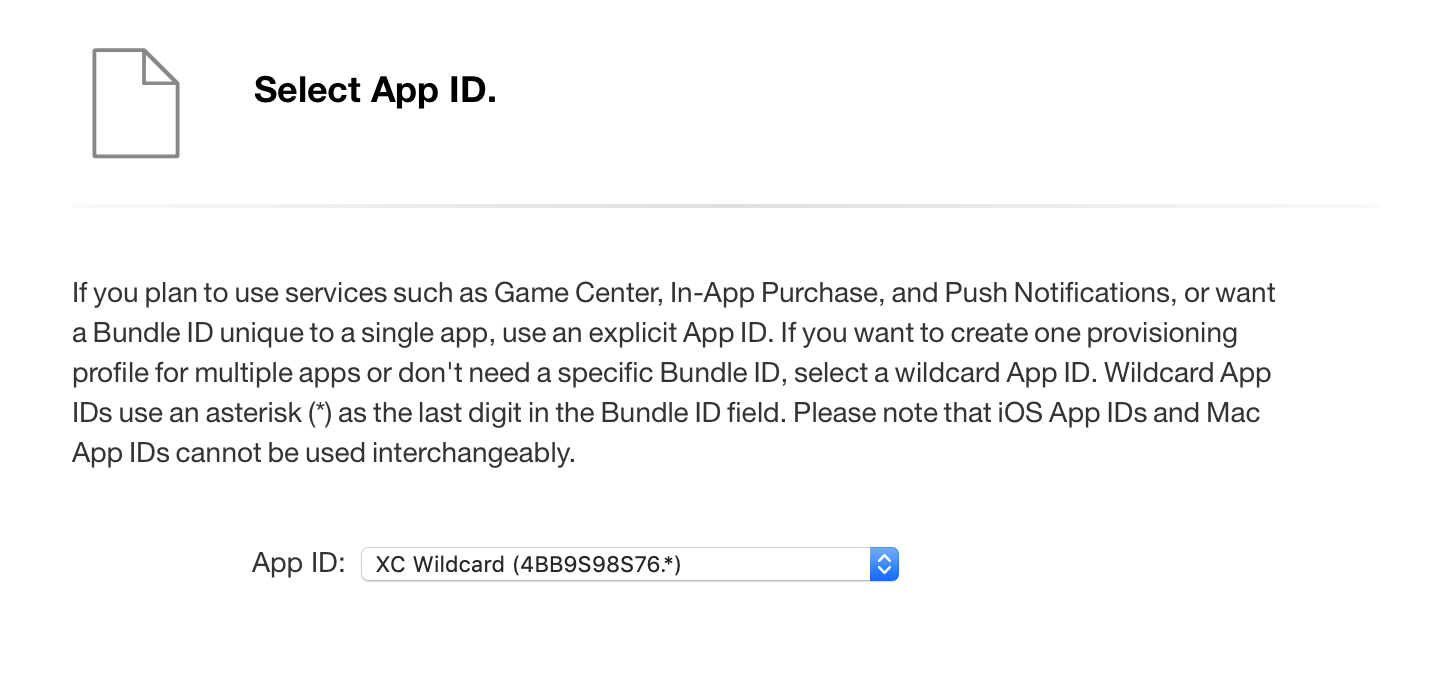 Select App ID.
If you plan to use services such as Game Center, In-App Purchase, and Push Notifications, or want
a Bundle ID unique to a single app, use an explicit App ID. If you want to create one provisioning
profile for multiple apps or don't need a specific Bundle ID, select a wildcard App ID. Wildcard App
IDs use an asterisk (*) as the last digit in the Bundle ID field. Please note that iOS App IDs and Mac
App IDs cannot be used interchangeably.
App ID: XC Wildcard (4BB9S98S76.*)